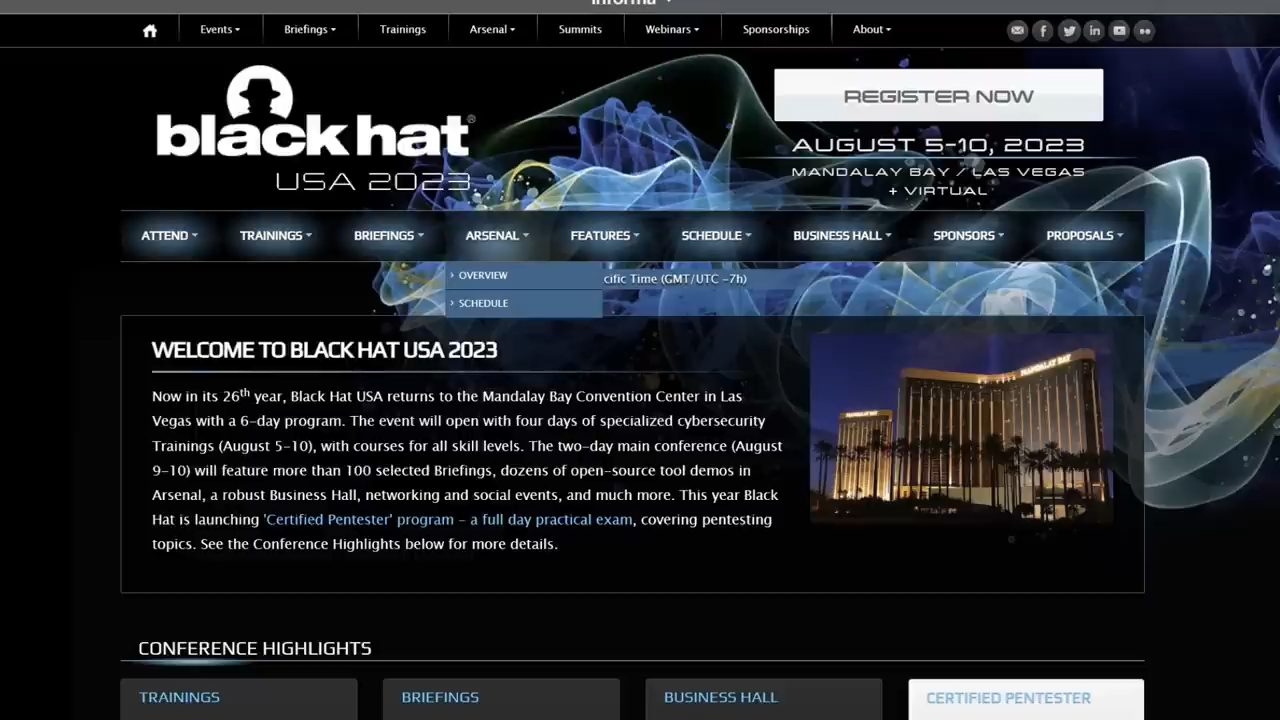 informa
Events
Briefings
Trainings
Arsenal
Summits
Webinars
Sponsorships
About
black hat®
USA 2023
REGISTER NOW
AUGUST 5-10, 2023
MANDALAY BAY / LAS VEGAS
+ VIRTUAL
ATTEND
TRAININGS
BRIEFINGS
ARSENAL
FEATURES
SCHEDULE
BUSINESS HALL
SPONSORS
PROPOSALS
› OVERVIEW
cific Time (GMT/UTC -7h)
› SCHEDULE
WELCOME TO BLACK HAT USA 2023
Now in its 26th year, Black Hat USA returns to the Mandalay Bay Convention Center in Las
Vegas with a 6-day program. The event will open with four days of specialized cybersecurity
Trainings (August 5-10), with courses for all skill levels. The two-day main conference (August
9-10) will feature more than 100 selected Briefings, dozens of open-source tool demos in
Arsenal, a robust Business Hall, networking and social events, and much more. This year Black
Hat is launching 'Certified Pentester' program - a full day practical exam, covering pentesting
topics. See the Conference Highlights below for more details.
MANDALAY BAY
CONFERENCE HIGHLIGHTS
TRAININGS
BRIEFINGS
BUSINESS HALL
CERTIFIED PENTESTER